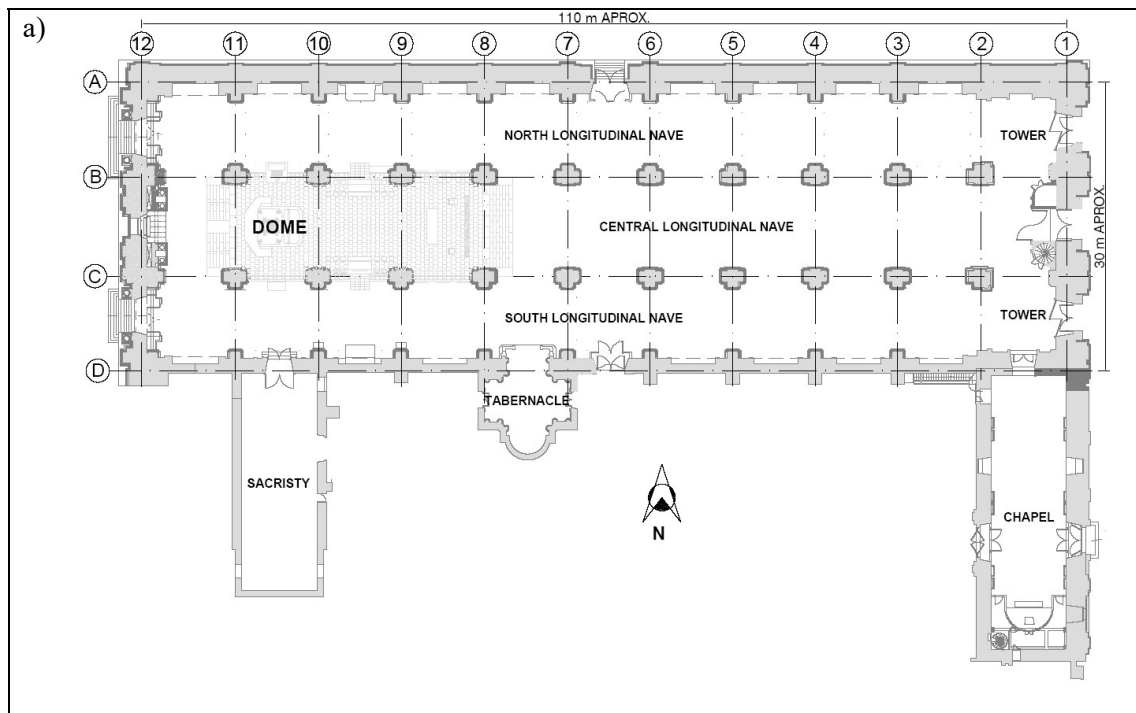 a)
110 m APROX.
12 11 10 9 8 7 6 5 4 3 2 1
A
NORTH LONGITUDINAL NAVE TOWER
B
DOME CENTRAL LONGITUDINAL NAVE
30 m APROX.
C
SOUTH LONGITUDINAL NAVE TOWER
D
TABERNACLE
SACRISTY
CHAPEL
N